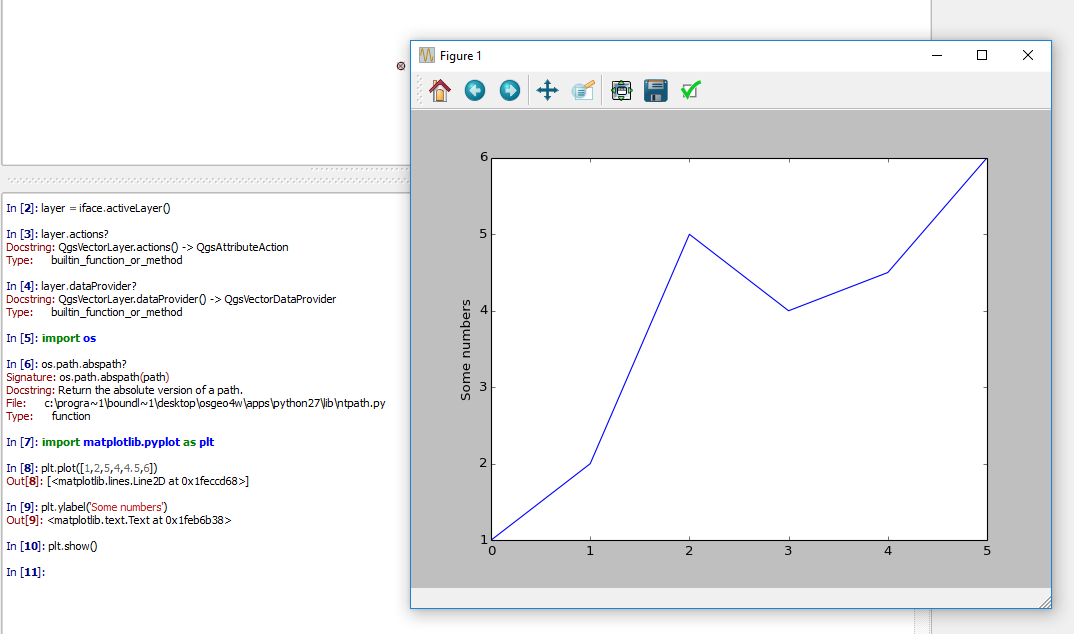 Figure 1
In [2]: layer = iface.activeLayer()
In [3]: layer.actions?
Docstring: QgsVectorLayer.actions() -> QgsAttributeAction
Type: builtin_function_or_method
In [4]: layer.dataProvider?
Docstring: QgsVectorLayer.dataProvider() -> QgsVectorDataProvider
Type: builtin_function_or_method
In [5]: import os
In [6]: os.path.abspath?
Signature: os.path.abspath(path)
Docstring: Return the absolute version of a path.
File: c:\progra~1\boundl~1\desktop\osgeo4w\apps\python27\lib\ntpath.py
Type: function
In [7]: import matplotlib.pyplot as plt
In [8]: plt.plot([1,2,5,4,4.5,6])
Out[8]: [<matplotlib.lines.Line2D at 0x1feccd68>]
In [9]: plt.ylabel('Some numbers')
Out[9]: <matplotlib.text.Text at 0x1feb6b38>
In [10]: plt.show()
In [11]:
6
5
4
3
2
1
Some numbers
0 1 2 3 4 5